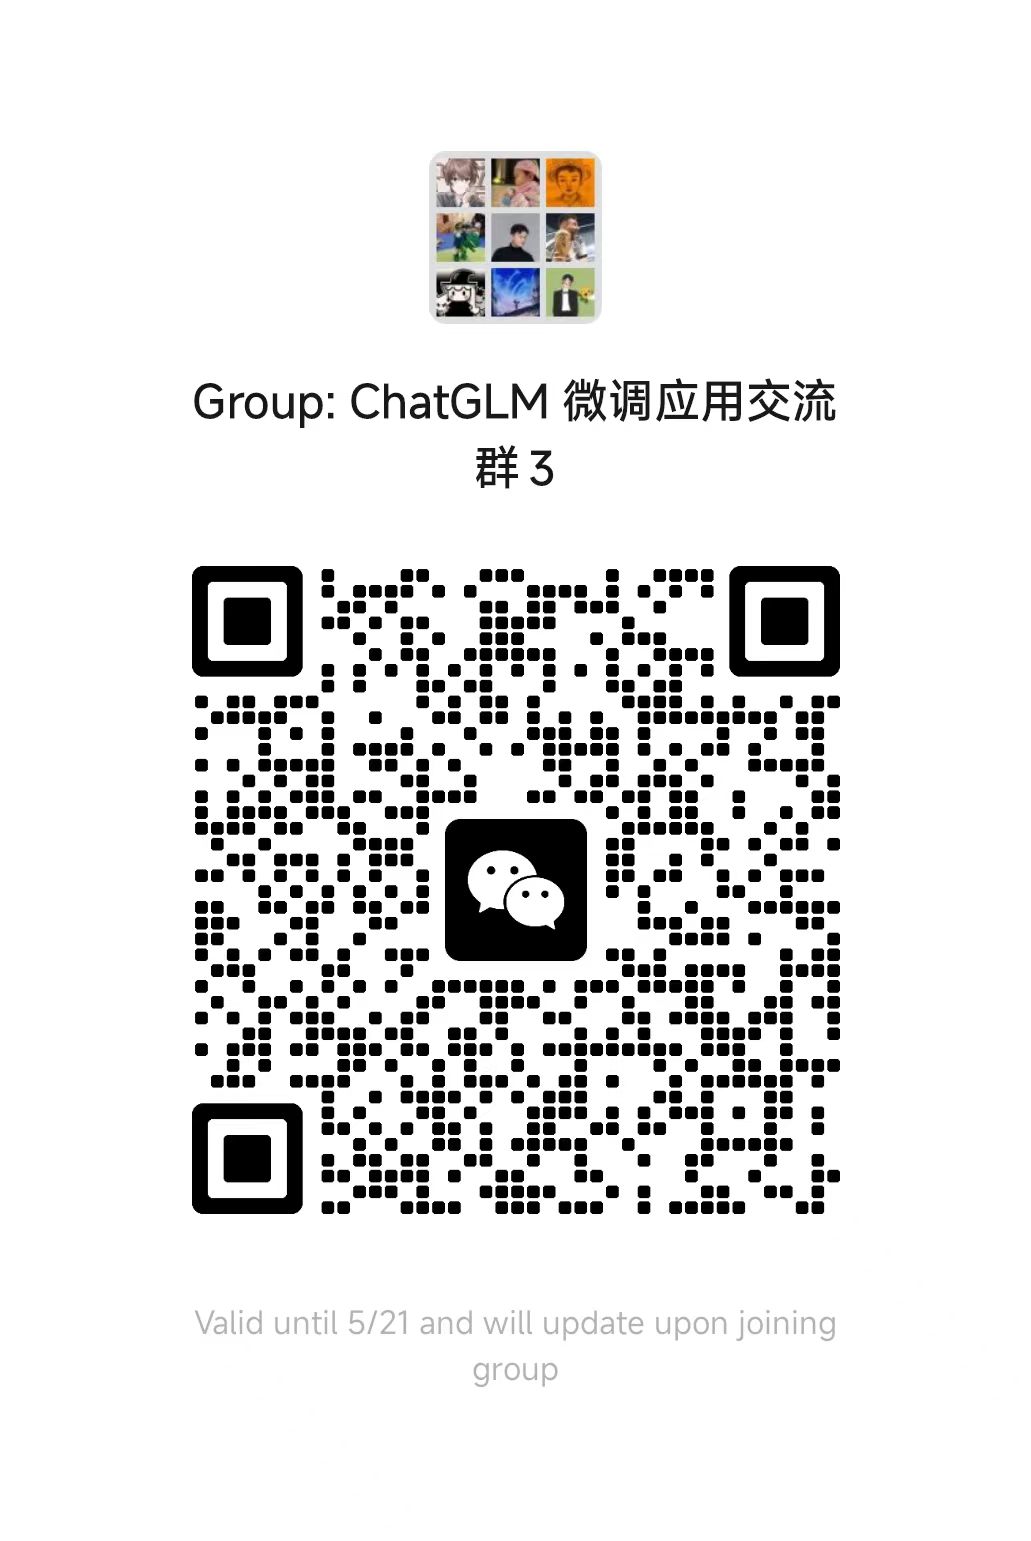 Group: ChatGLM 微调应用交流
群 3
Valid until 5/21 and will update upon joining
group